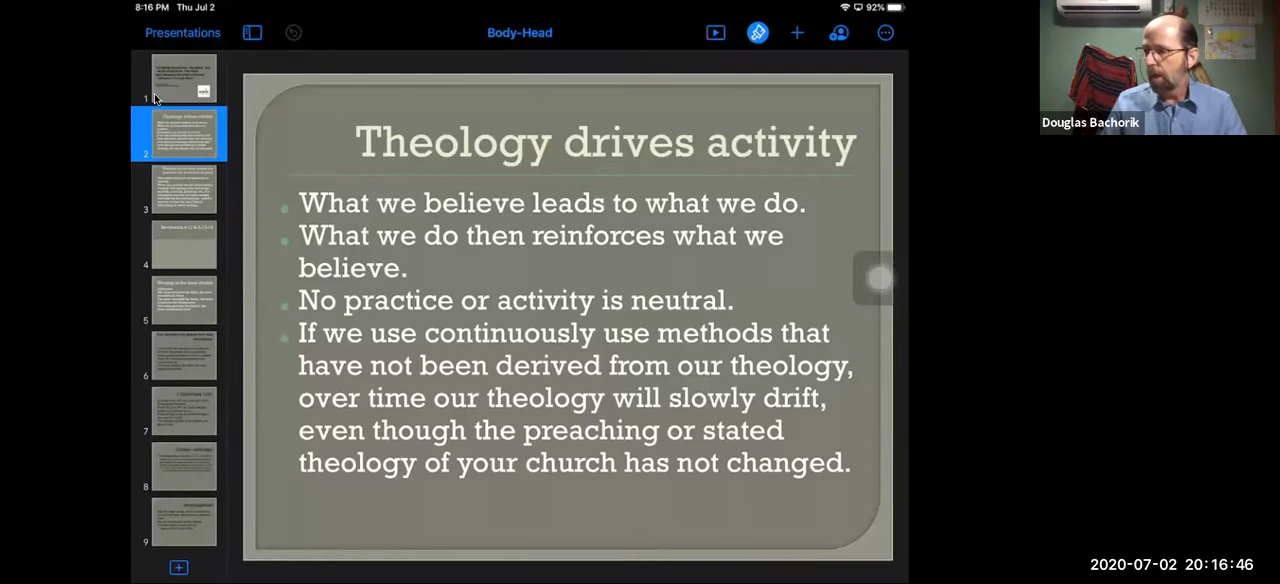 8:16 PM Thu Jul 2
92%
Presentations
Body-Head
1
2
3
4
5
6
7
8
9
Theology drives activity
What we believe leads to what we do.
What we do then reinforces what we
believe.
No practice or activity is neutral.
If we use continuously use methods that
have not been derived from our theology,
over time our theology will slowly drift,
even though the preaching or stated
theology of your church has not changed.
Douglas Bachorik
2020-07-02 20:16:46